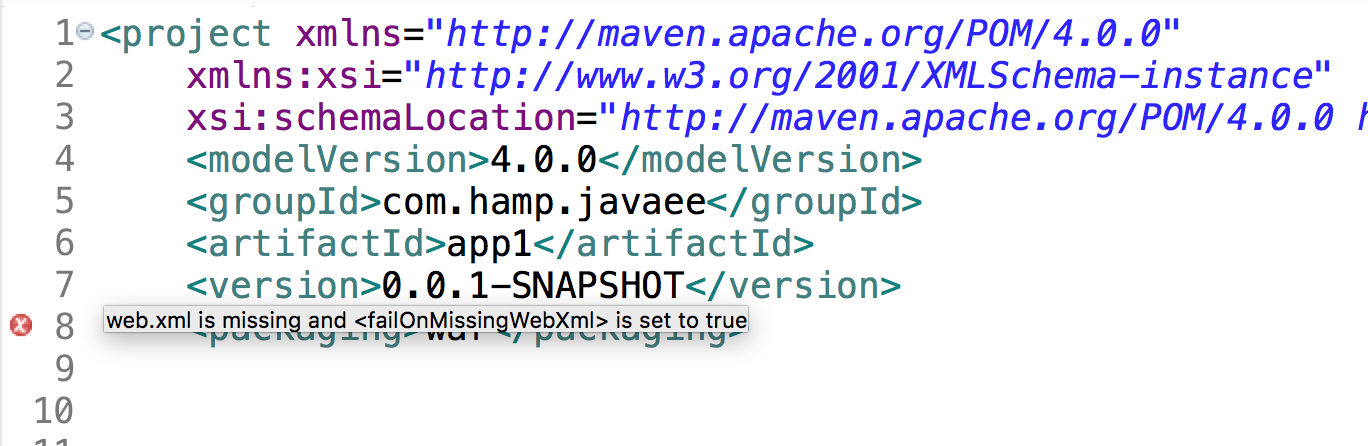 1 <project xmlns="http://maven.apache.org/POM/4.0.0"
2 xmlns:xsi="http://www.w3.org/2001/XMLSchema-instance"
3 xsi:schemaLocation="http://maven.apache.org/POM/4.0.0 h
4 <modelVersion>4.0.0</modelVersion>
5 <groupId>com.hamp.javaee</groupId>
6 <artifactId>app1</artifactId>
7 <version>0.0.1-SNAPSHOT</version>
web.xml is missing and <failOnMissingWebXml> is set to true
8 <packaging>war</packaging>
9
10
11